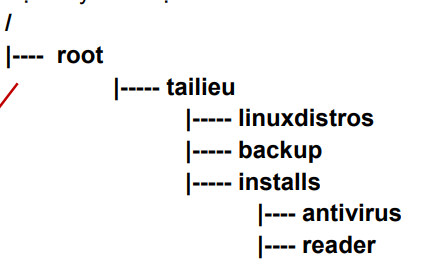 /
|---- root
|----- tailieu
|----- linuxdistros
|----- backup
|----- installs
|---- antivirus
|---- reader